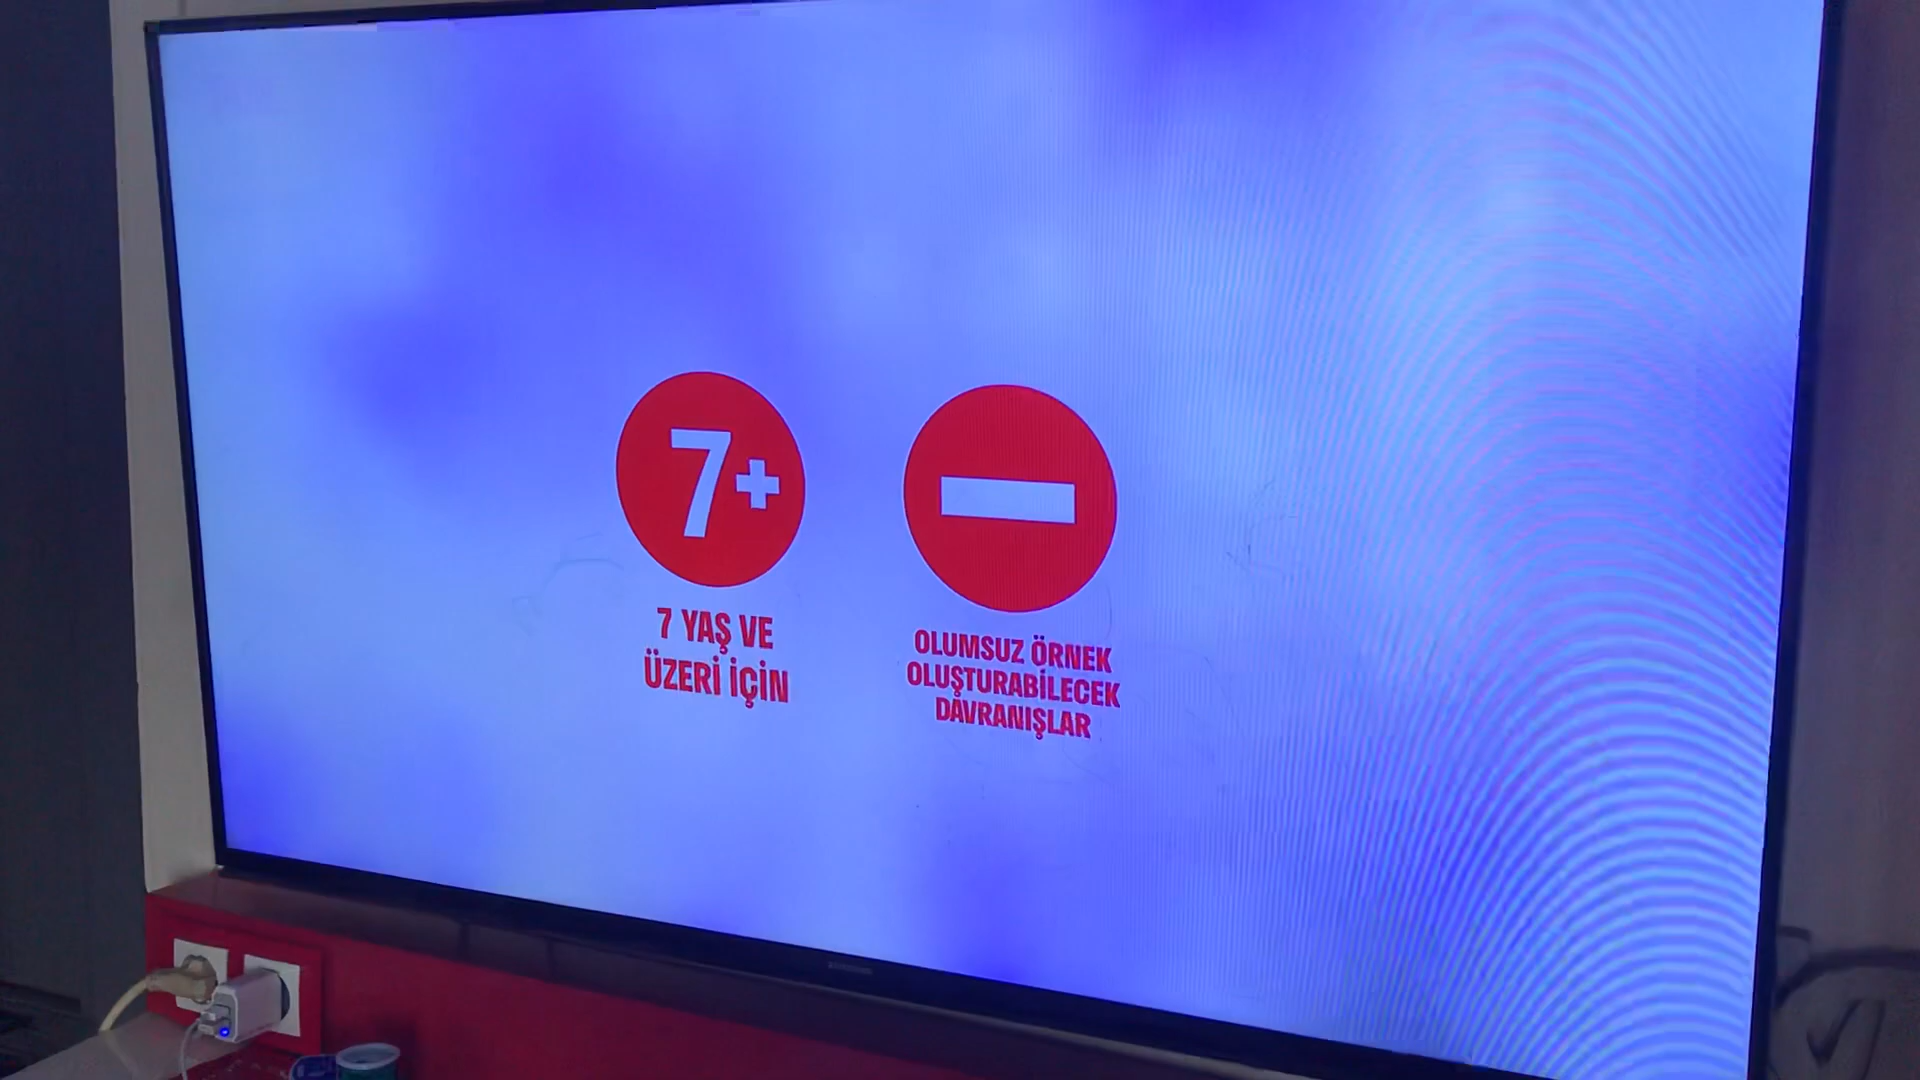 7+
7 YAŞ VE
ÜZERİ İÇİN
OLUMSUZ ÖRNEK
OLUŞTURABİLECEK
DAVRANIŞLAR